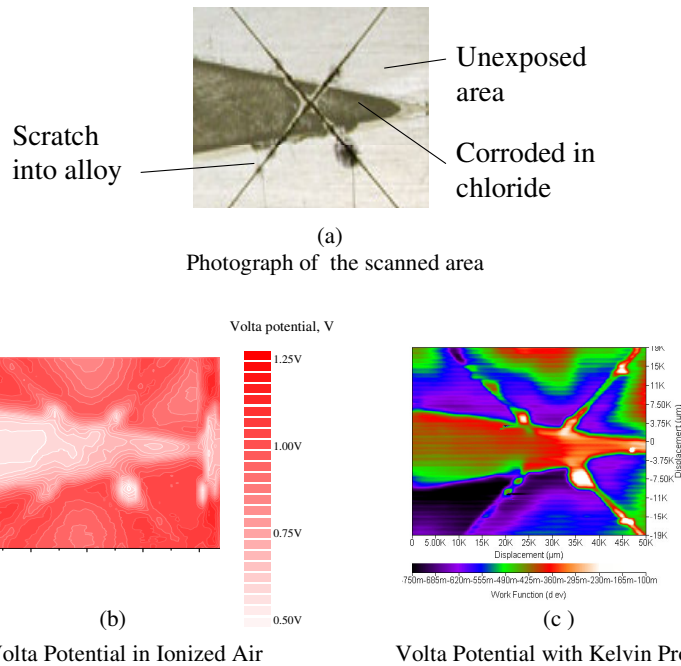 Unexposed
area
Scratch
into alloy
Corroded in
chloride
(a)
Photograph of the scanned area
Volta potential, V
1.25V
1.00V
0.75V
0.50V
(b)
Volta Potential in Ionized Air
19K
15K
11K
7.50K
3.75K
0
-3.75K
-7.50K
-11K
-15K
-19K
Displacement (µm)
0 5.00K 10K 15K 20K 25K 30K 35K 40K 45K 50K
Displacement (µm)
-750m-685m-620m-555m-490m-425m-360m-295m-230m-165m-100m
Work Function (d ev)
(c )
Volta Potential with Kelvin Pro